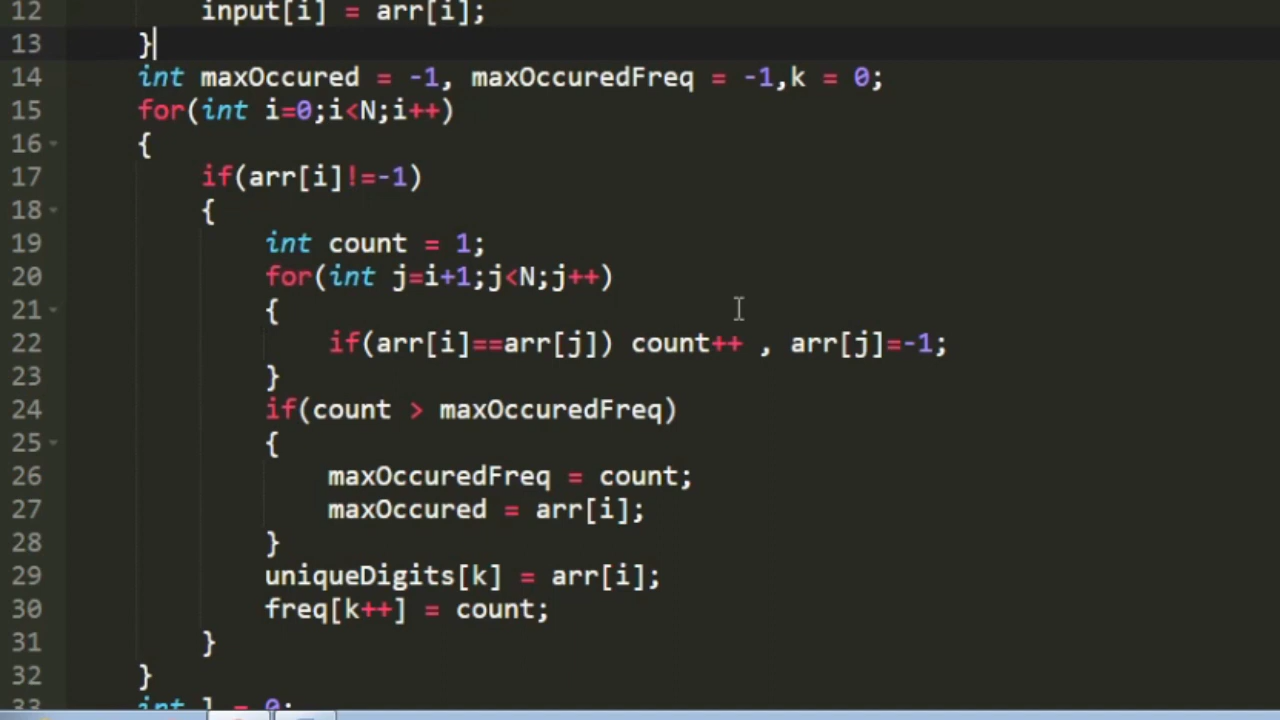 12 input[i] = arr[i];
13 }
14 int maxOccured = -1, maxOccuredFreq = -1,k = 0;
15 for(int i=0;i<N;i++)
16 {
17 if(arr[i]!=-1)
18 {
19 int count = 1;
20 for(int j=i+1;j<N;j++)
21 {
22 if(arr[i]==arr[j]) count++ , arr[j]=-1;
23 }
24 if(count > maxOccuredFreq)
25 {
26 maxOccuredFreq = count;
27 maxOccured = arr[i];
28 }
29 uniqueDigits[k] = arr[i];
30 freq[k++] = count;
31 }
32 }
33 int l = 0;